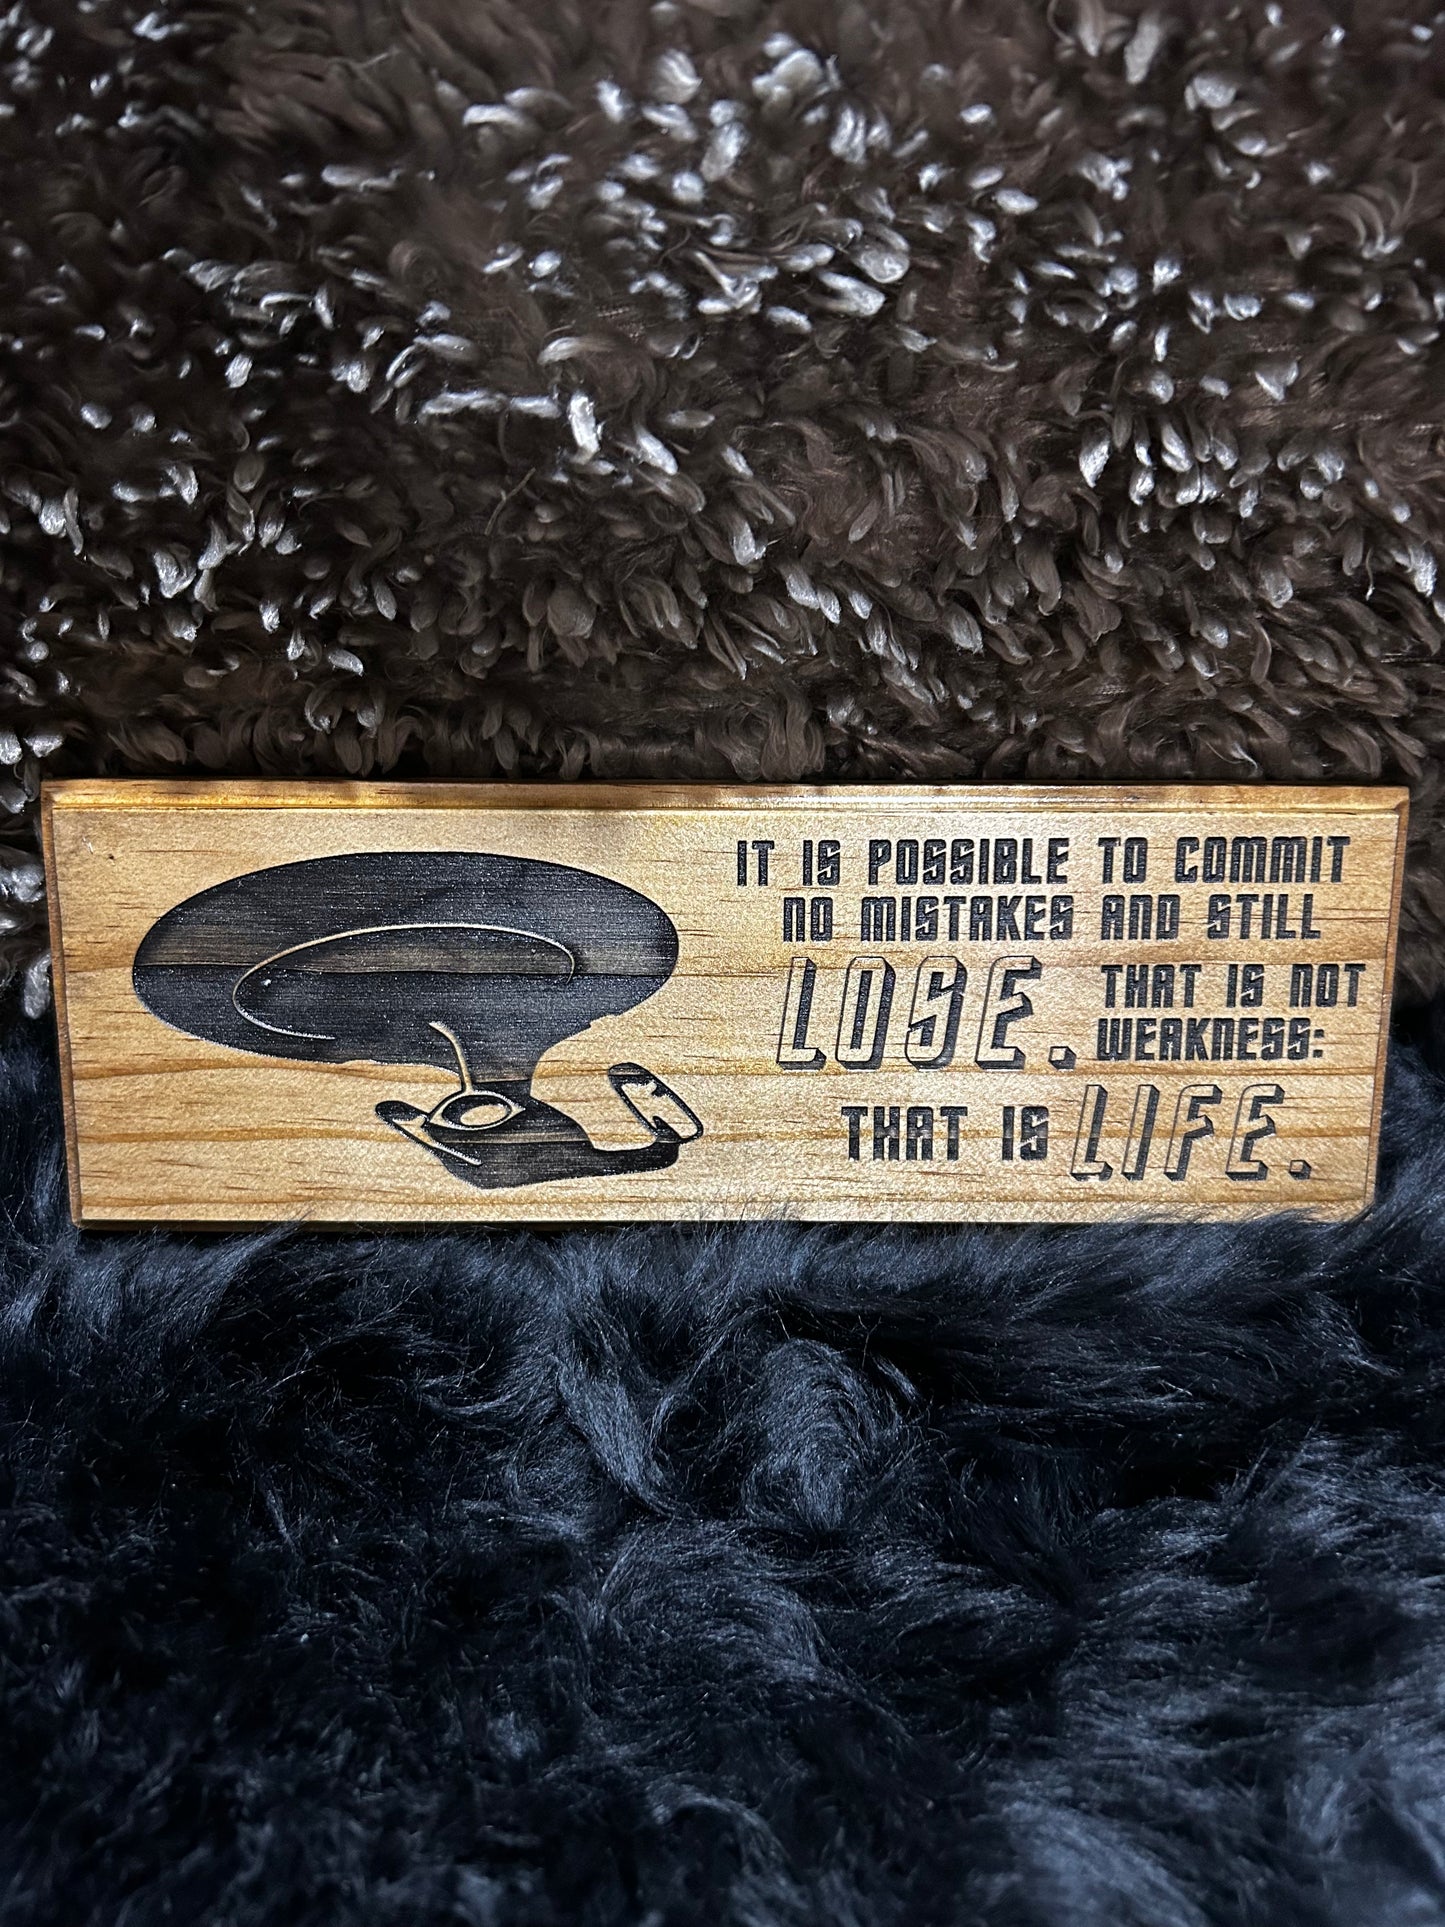 IT IS POSSIBLE TO COMMIT
NO MISTAKES AND STILL
LOSE. THAT IS NOT
WEAKNESS:
THAT IS LIFE.